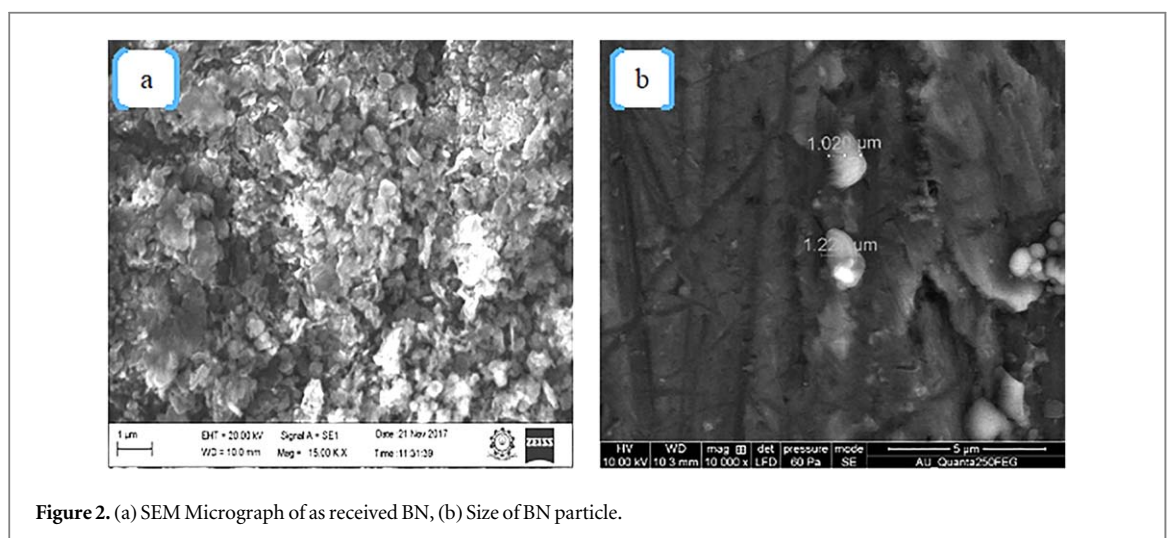 a
b
1.020 µm
µm
1 µm
EHT = 20.00 kV Signal A = SE1 Date :21 Nov 2017
WD = 10.0 mm Mag = 15.00 K X Time :11:31:39
ZEISS
HV WD mag det pressure mode 5 µm
10.00 kV 10.3 mm 10 000 x LFD 60 Pa SE AU_Quanta250FEG
Figure 2. (a) SEM Micrograph of as received BN, (b) Size of BN particle.